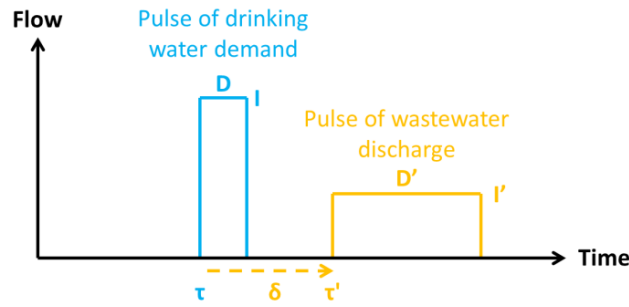 Flow
Pulse of drinking
water demand
D
I
Pulse of wastewater
discharge
D’
I’
Time
τ
δ
τ'